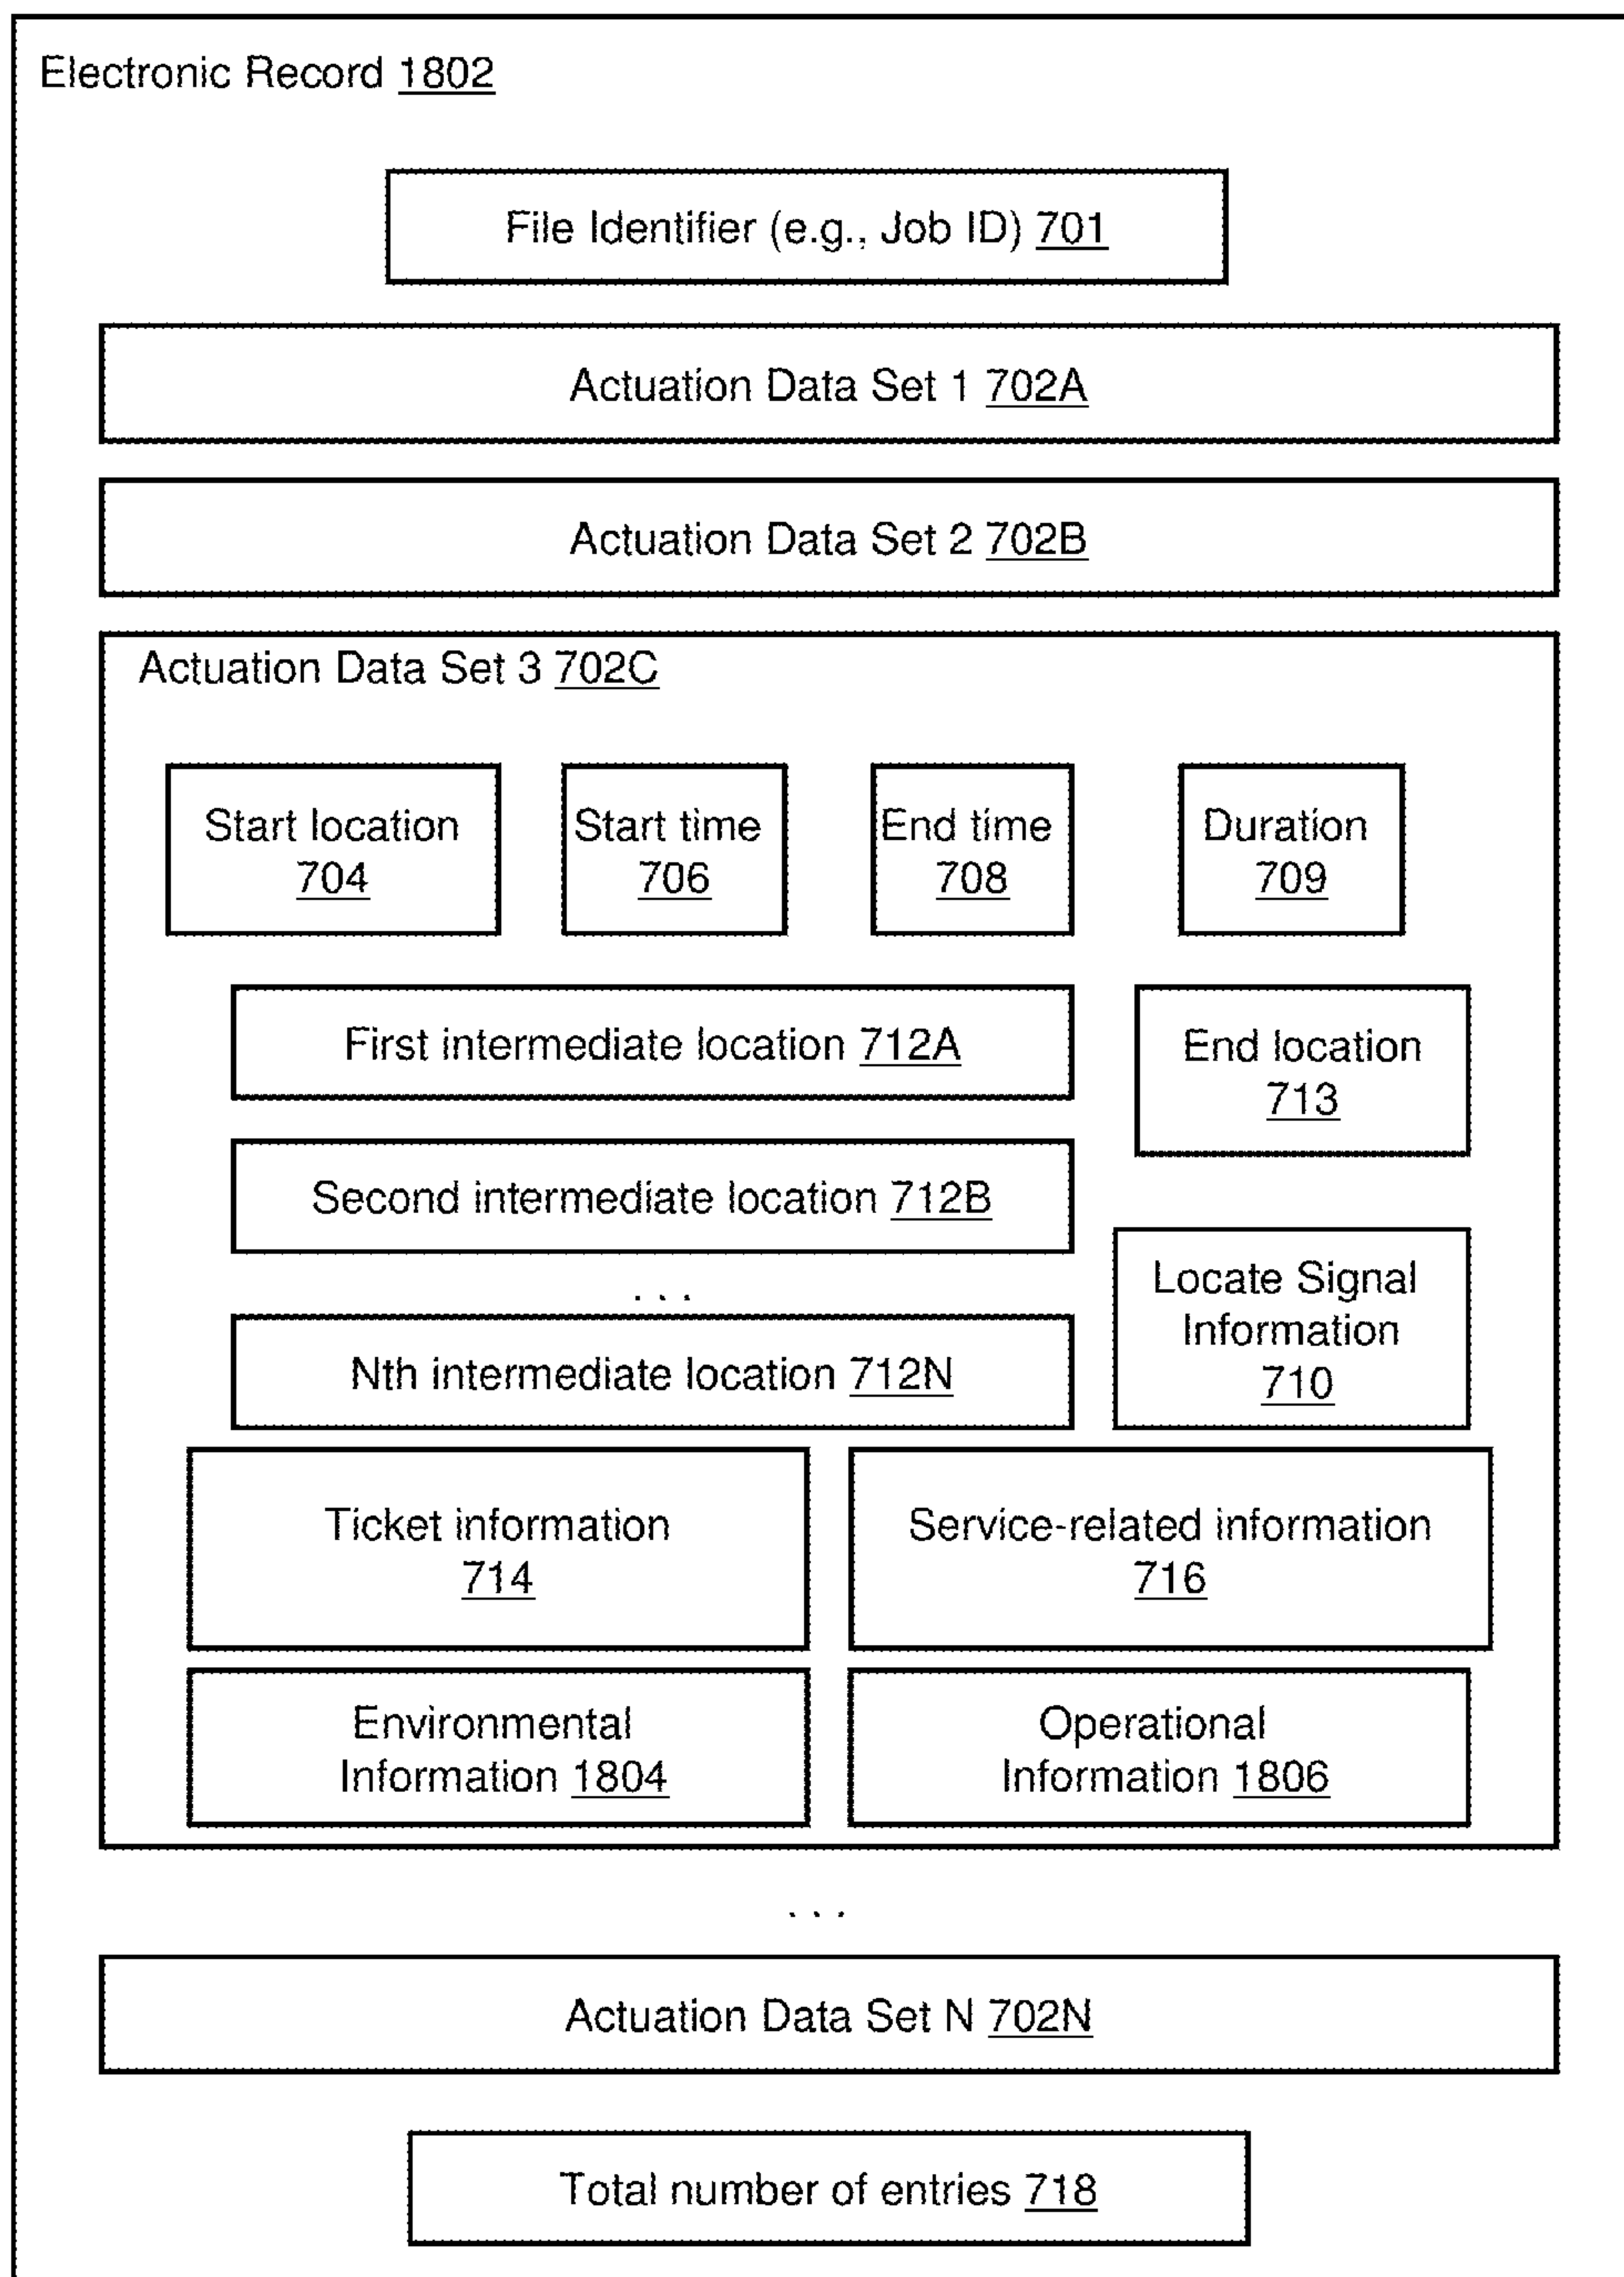 Electronic Record 1802
File Identifier (e.g., Job ID) 701
Actuation Data Set 1 702A
Actuation Data Set 2 702B
Actuation Data Set 3 702C
Start location
704
Start time
706
End time
708
Duration
709
First intermediate location 712A
End location
713
Second intermediate location 712B
. . .
Locate Signal
Information
710
Nth intermediate location 712N
Ticket information
714
Service-related information
716
Environmental
Information 1804
Operational
Information 1806
. . .
Actuation Data Set N 702N
Total number of entries 718